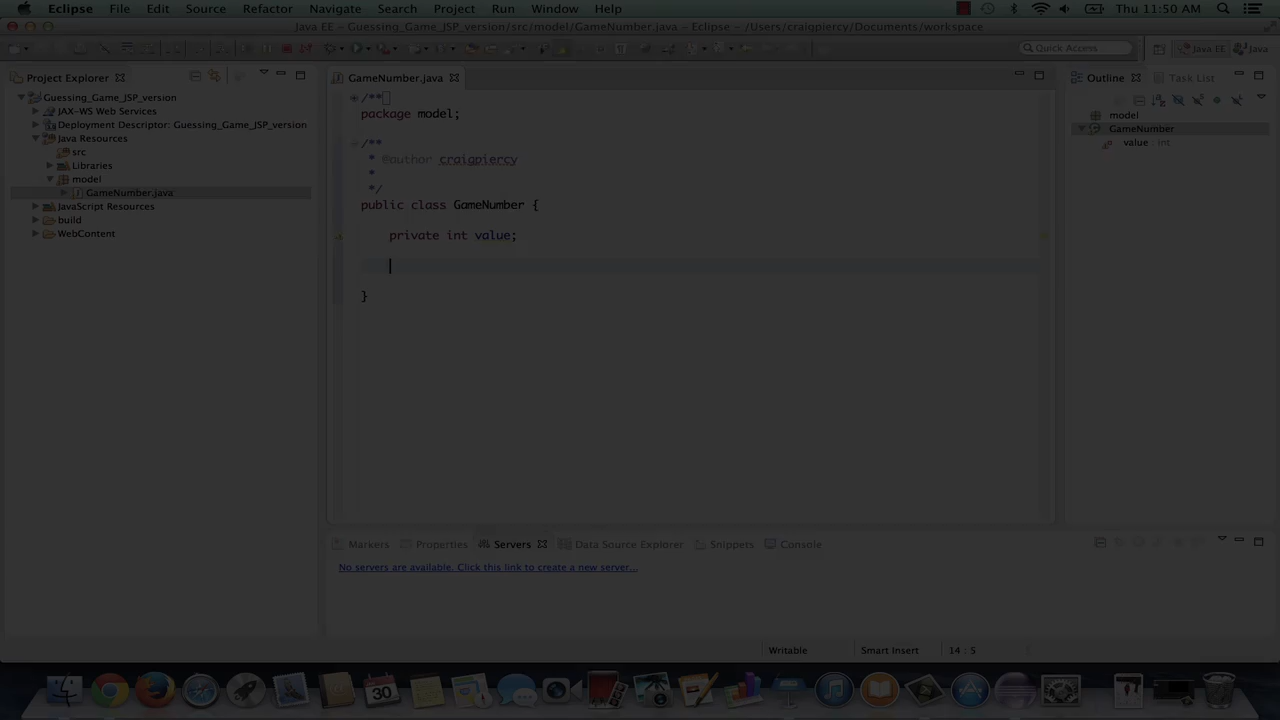 Eclipse File Edit Source Refactor Navigate Search Project Run Window Help Thu 11:50 AM
Java EE – Guessing_Game_JSP_version/src/model/GameNumber.java – Eclipse – /Users/craigpiercy/Documents/workspace
Quick Access Java EE Java
Project Explorer
Guessing_Game_JSP_version
JAX-WS Web Services
Deployment Descriptor: Guessing_Game_JSP_version
Java Resources
src
Libraries
model
GameNumber.java
JavaScript Resources
build
WebContent
GameNumber.java
/**
package model;
/**
* @author craigpiercy
*
*/
public class GameNumber {
private int value;
}
Outline Task List
model
GameNumber
value : int
Markers Properties Servers Data Source Explorer Snippets Console
No servers are available. Click this link to create a new server...
Writable Smart Insert 14 : 5
30